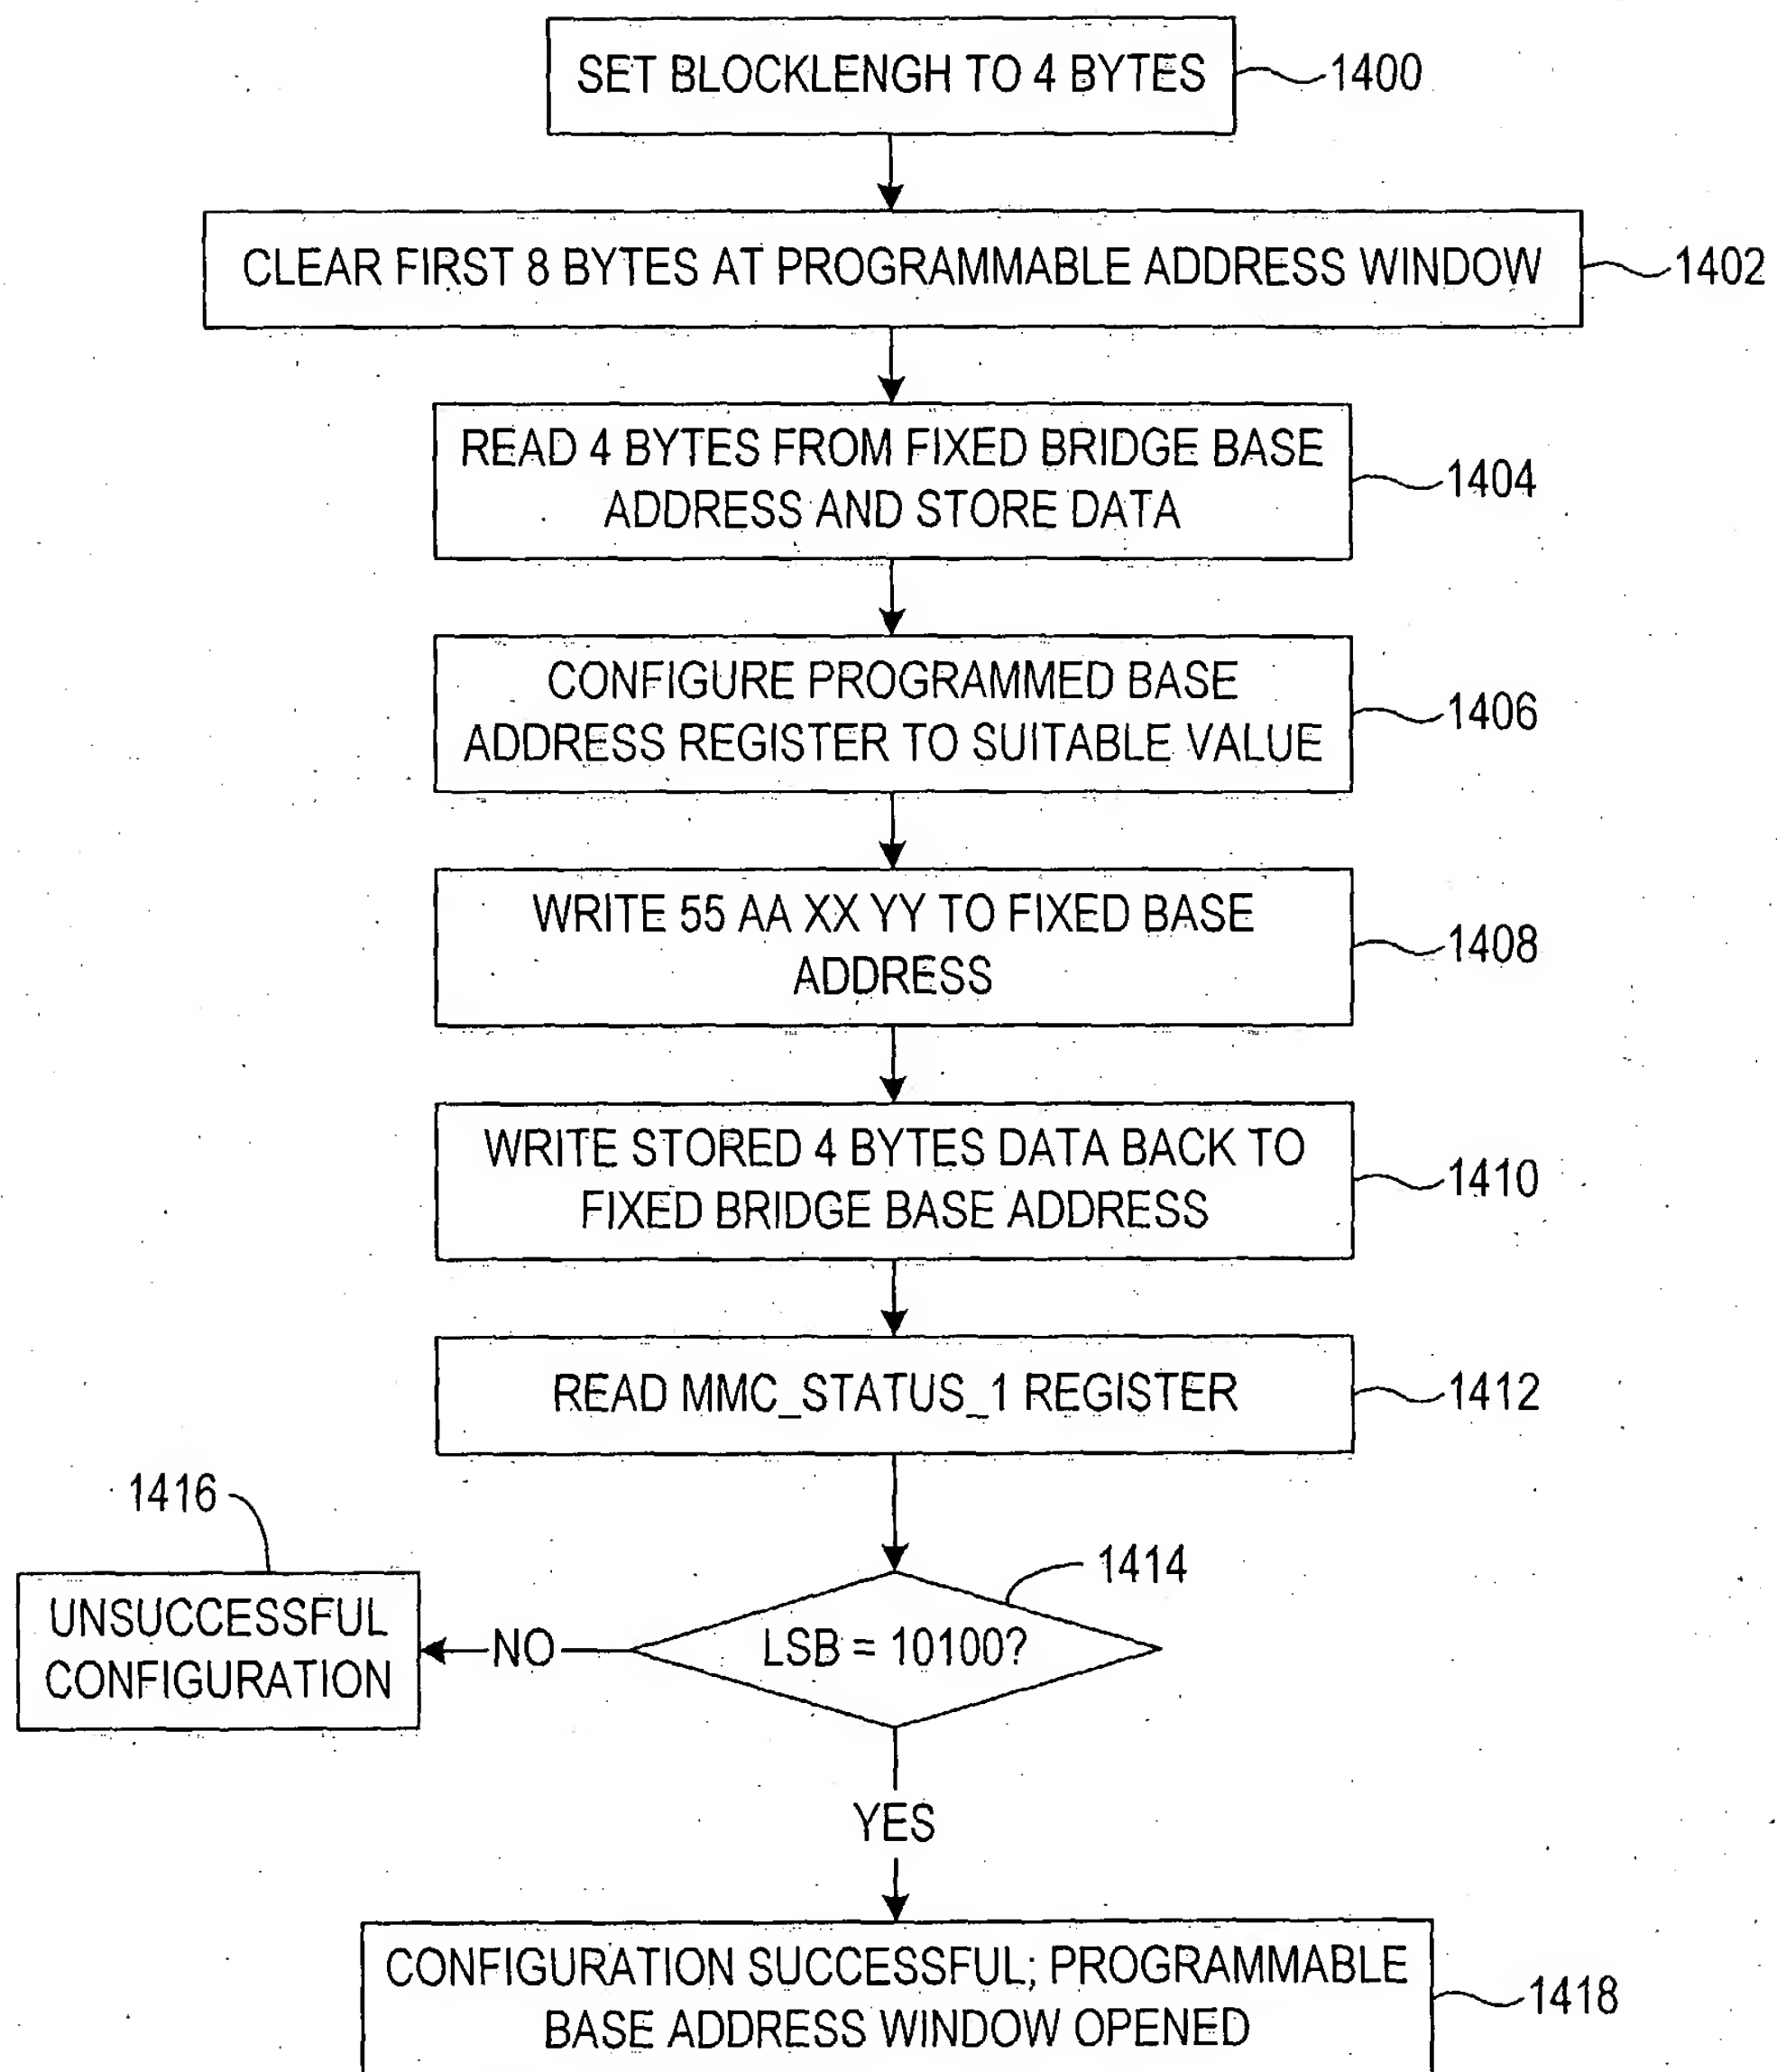 SET BLOCKLENGH TO 4 BYTES
1400
CLEAR FIRST 8 BYTES AT PROGRAMMABLE ADDRESS WINDOW
1402
READ 4 BYTES FROM FIXED BRIDGE BASE
ADDRESS AND STORE DATA
1404
CONFIGURE PROGRAMMED BASE
ADDRESS REGISTER TO SUITABLE VALUE
1406
WRITE 55 AA XX YY TO FIXED BASE
ADDRESS
1408
WRITE STORED 4 BYTES DATA BACK TO
FIXED BRIDGE BASE ADDRESS
1410
READ MMC_STATUS_1 REGISTER
1412
1416
1414
UNSUCCESSFUL
CONFIGURATION
NO
LSB = 10100?
YES
CONFIGURATION SUCCESSFUL; PROGRAMMABLE
BASE ADDRESS WINDOW OPENED
1418